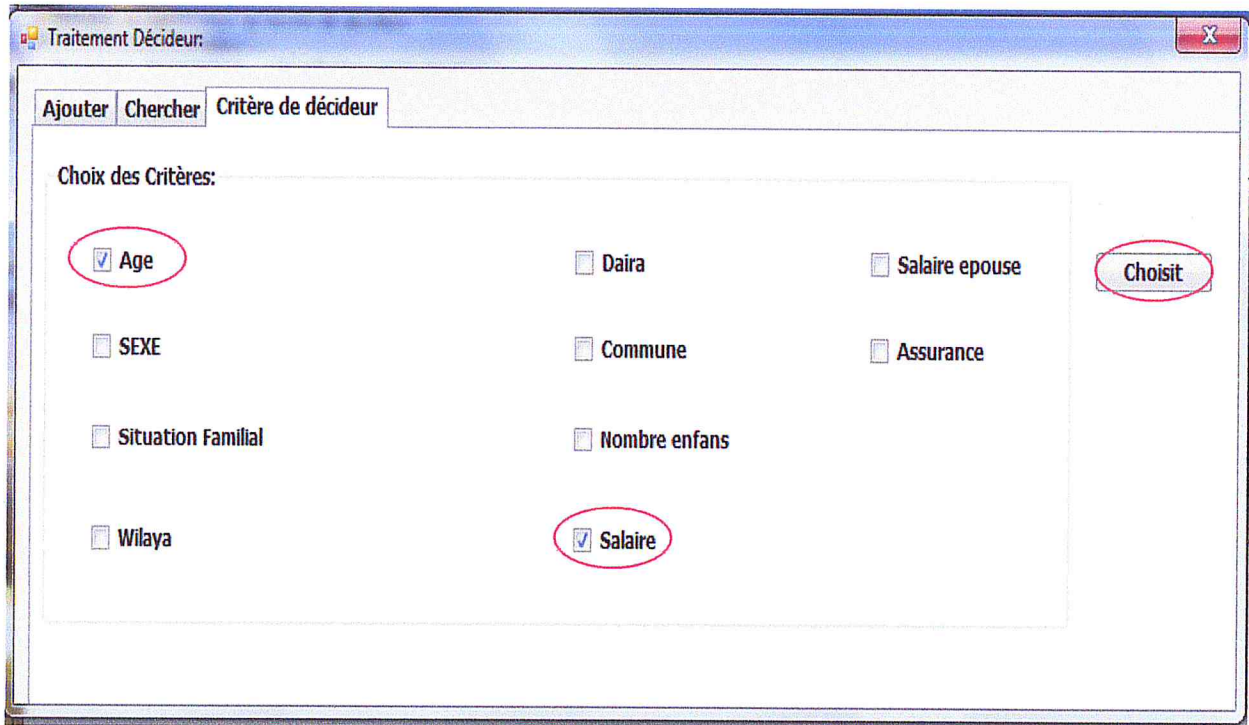 Traitement Décideur:
Ajouter Chercher Critère de décideur
Choix des Critères:
Age Daira Salaire epouse Choisit
SEXE Commune Assurance
Situation Familial Nombre enfans
Wilaya Salaire